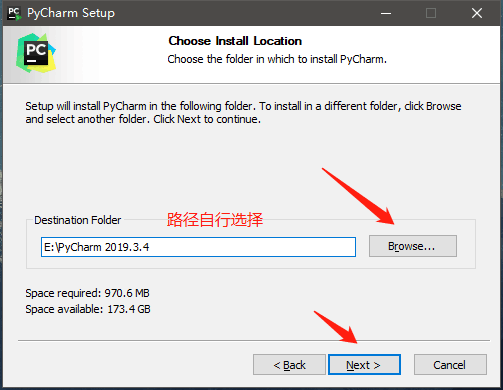 PC PyCharm Setup
PC
Choose Install Location
Choose the folder in which to install PyCharm.
Setup will install PyCharm in the following folder. To install in a different folder, click Browse
and select another folder. Click Next to continue.
路径自行选择
Destination Folder
E:\PyCharm 2019.3.4
Browse...
Space required: 970.6 MB
Space available: 173.4 GB
< Back
Next >
Cancel